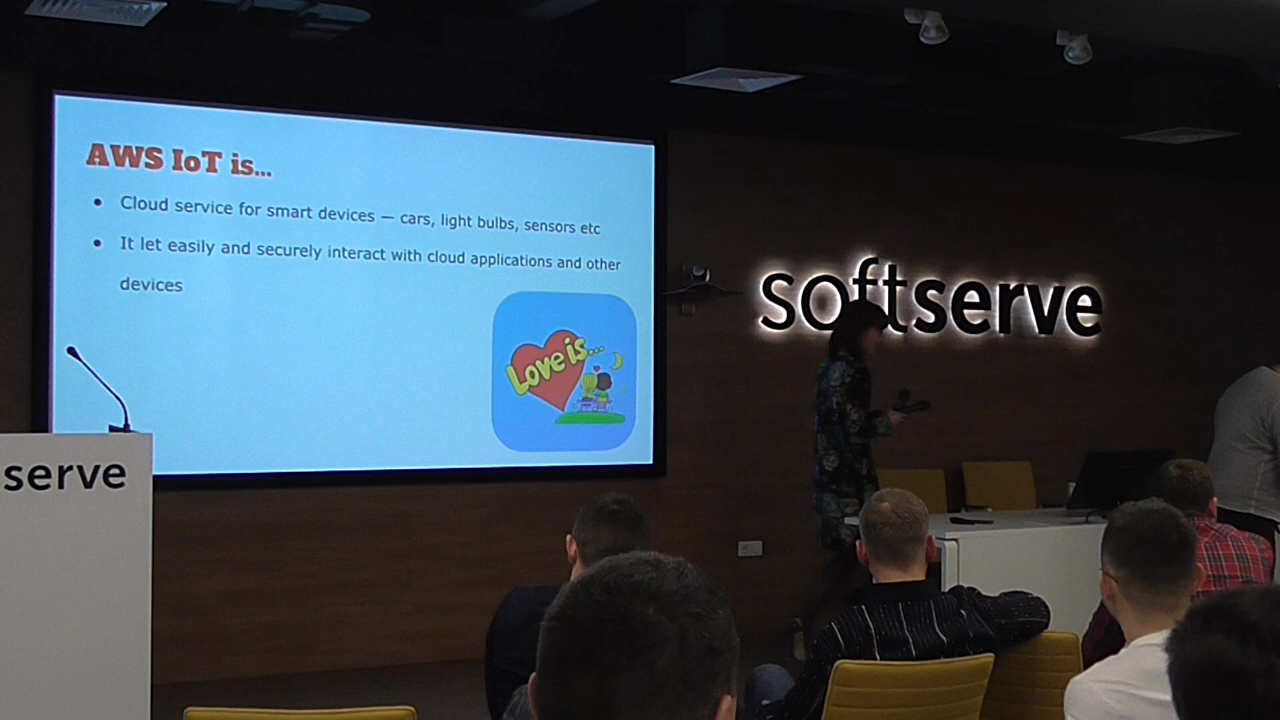 AWS IoT is...
• Cloud service for smart devices — cars, light bulbs, sensors etc
• It let easily and securely interact with cloud applications and other
devices
Love is...
softserve
serve